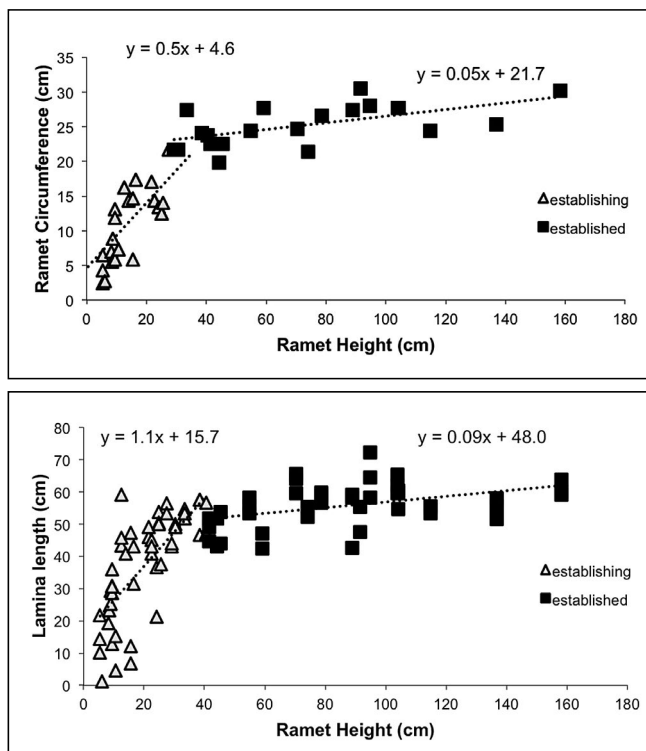 y = 0.5x + 4.6
y = 0.05x + 21.7
Ramet Circumference (cm)
35
30
25
20
15
10
5
0
establishing
established
0 20 40 60 80 100 120 140 160 180
Ramet Height (cm)
y = 1.1x + 15.7
y = 0.09x + 48.0
Lamina length (cm)
80
70
60
50
40
30
20
10
0
establishing
established
0 20 40 60 80 100 120 140 160 180
Ramet Height (cm)